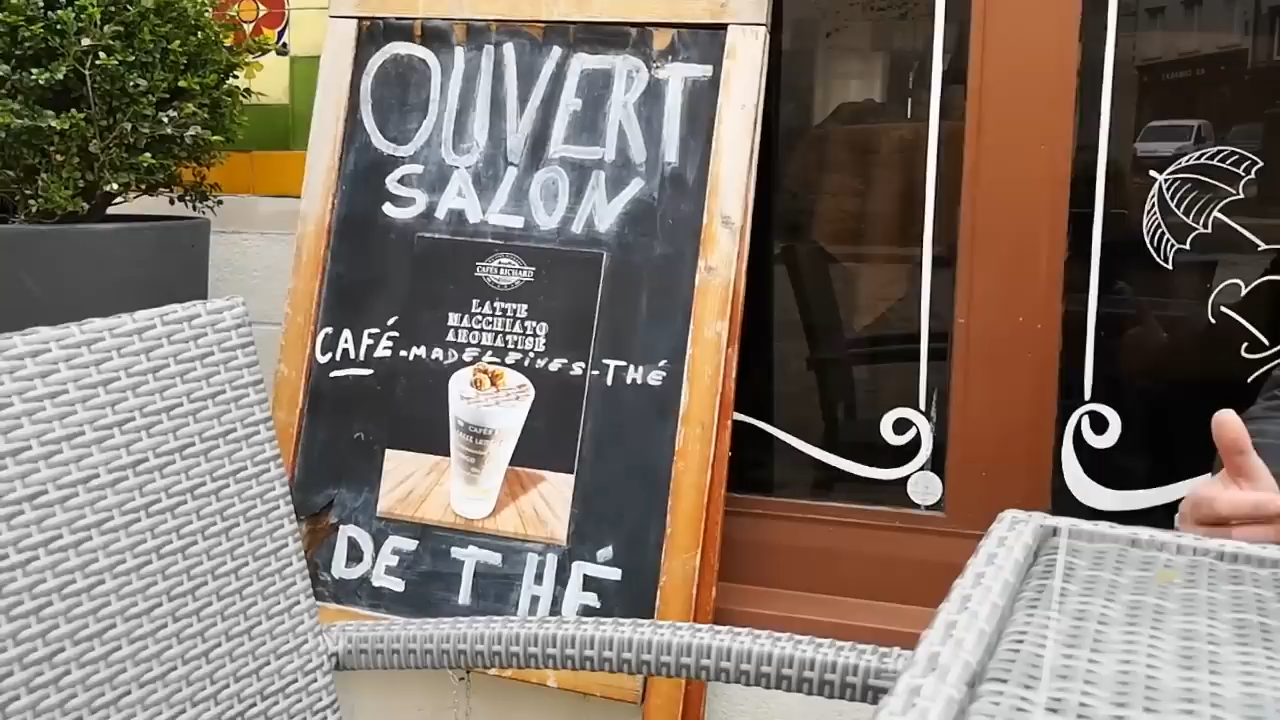 OUVERT
SALON
CAFÉS RICHARD
LATTE
MACCHIATO
AROMATISÉ
CAFÉ-MADELEINES-THÉ
DE THÉ